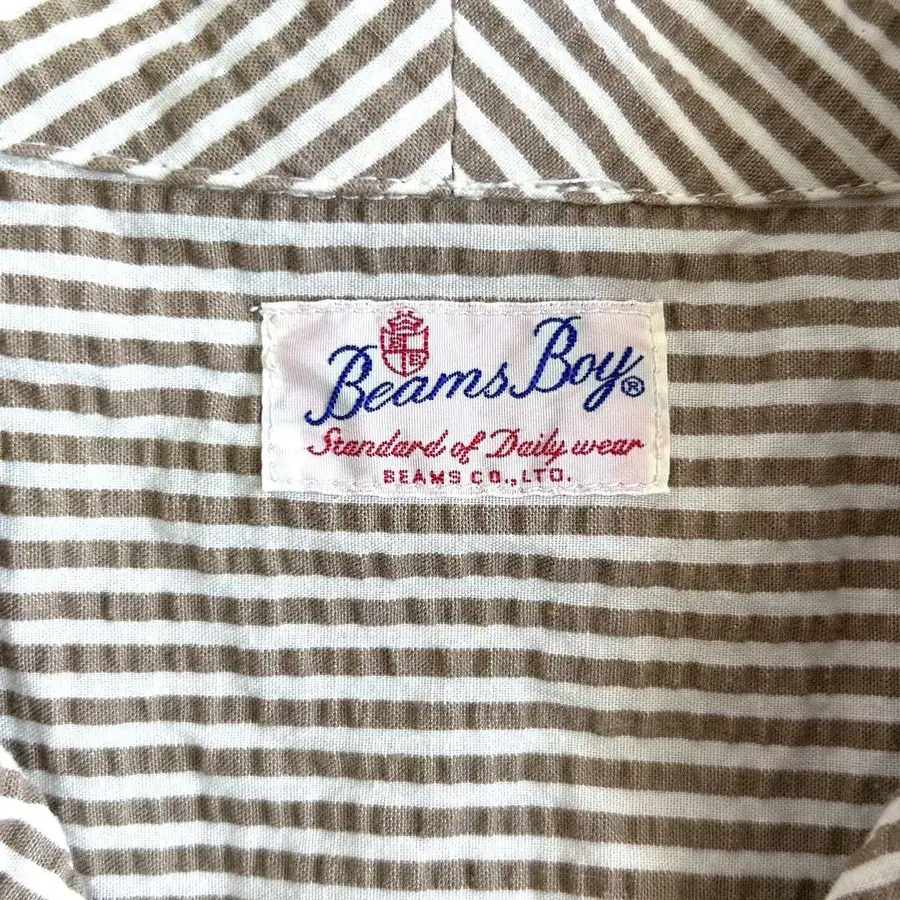 Beams Boy®
Standard of Daily wear
BEAMS CO., LTD.